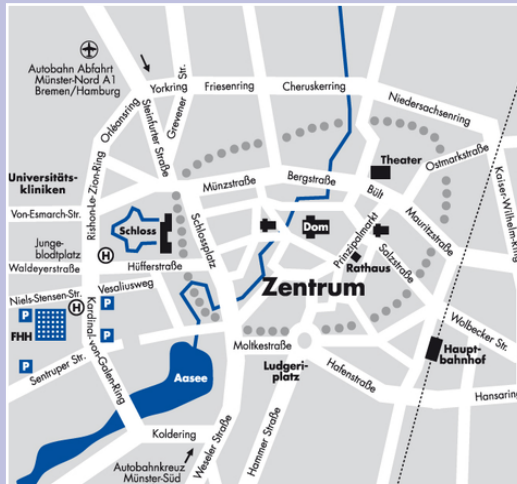 Autobahn Abfahrt
Münster-Nord A1
Bremen/Hamburg
Yorkring
Friesenring
Cheruskerring
Niedersachsenring
Orléansring
Steinfurter Straße
Grevener Str.
Kaiser-Wilhelm-Ring
Ostmarkstraße
Theater
Universitäts-
kliniken
Rishon-Le-Zion-Ring
Münzstraße
Bergstraße
Bült
Von-Esmarch-Str.
Schloss
Schlossplatz
Dom
Prinzipalmarkt
Mauritzstraße
Salzstraße
Junge-
blodtplatz
H
Waldeyerstraße
Hüfferstraße
Rathaus
Zentrum
Niels-Stensen-Str.
Vesaliusweg
H
P
P
FHH
Kardinal-von-Galen-Ring
P
P
Sentruper Str.
Wolbecker Str.
Moltkestraße
Haupt-
bahnhof
Aasee
Ludgeri-
platz
Hafenstraße
Hansaring
Koldering
Weseler Straße
Hammer Straße
Autobahnkreuz
Münster-Süd